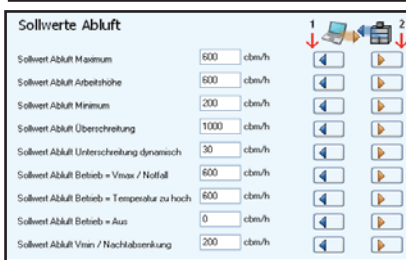 Sollwerte Abluft
1
2
Sollwert Abluft Maximum 600 cbm/h
Sollwert Abluft Arbeitshöhe 600 cbm/h
Sollwert Abluft Minimum 200 cbm/h
Sollwert Abluft Überschreitung 1000 cbm/h
Sollwert Abluft Unterschreitung dynamisch 30 cbm/h
Sollwert Abluft Betrieb = Vmax / Notfall 600 cbm/h
Sollwert Abluft Betrieb = Temperatur zu hoch 600 cbm/h
Sollwert Abluft Betrieb = Aus 0 cbm/h
Sollwert Abluft Vmin / Nachtabsenkung 200 cbm/h